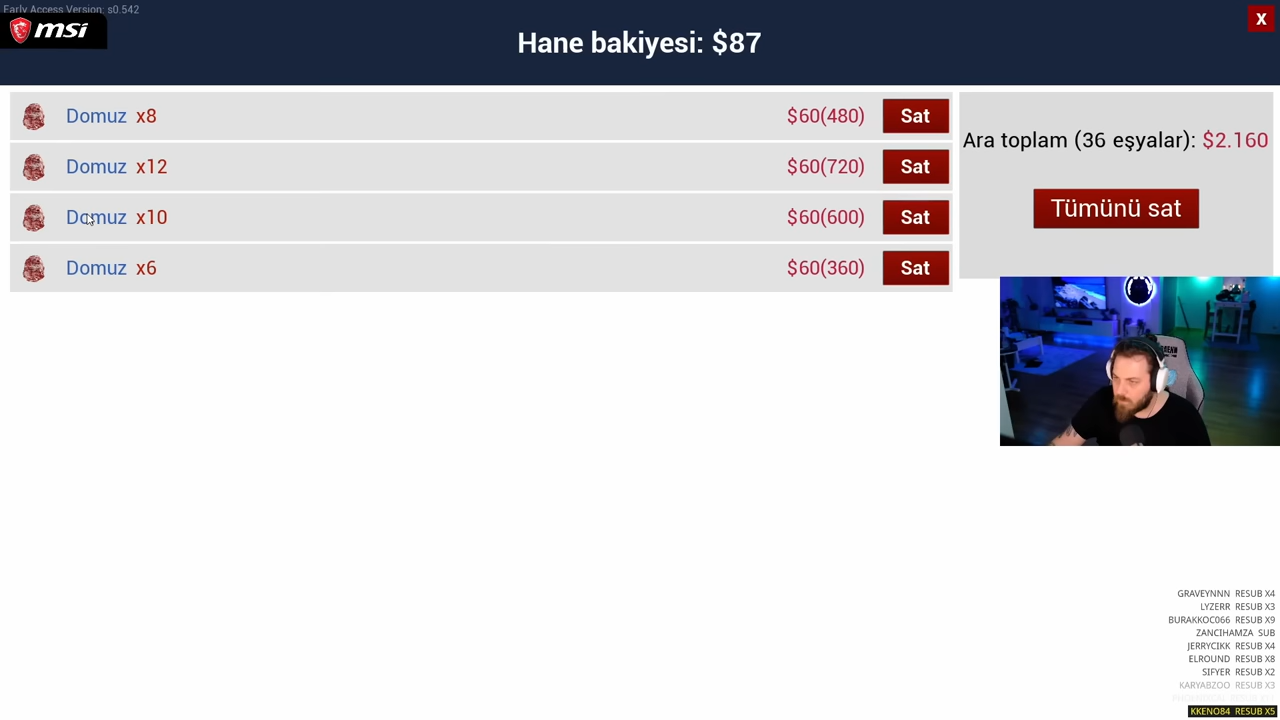 Early Access Version: s0.542
msi
Hane bakiyesi: $87
X
Domuz x8 $60(480) Sat
Domuz x12 $60(720) Sat
Domuz x10 $60(600) Sat
Domuz x6 $60(360) Sat
Ara toplam (36 eşyalar): $2.160
Tümünü sat
GRAVEYNNN RESUB X4
LYZERR RESUB X3
BURAKKOC066 RESUB X9
ZANCIHAMZA SUB
JERRYCIKK RESUB X4
ELROUND RESUB X8
SIFYER RESUB X2
KARYABZOO RESUB X3
KKENO84 RESUB X5